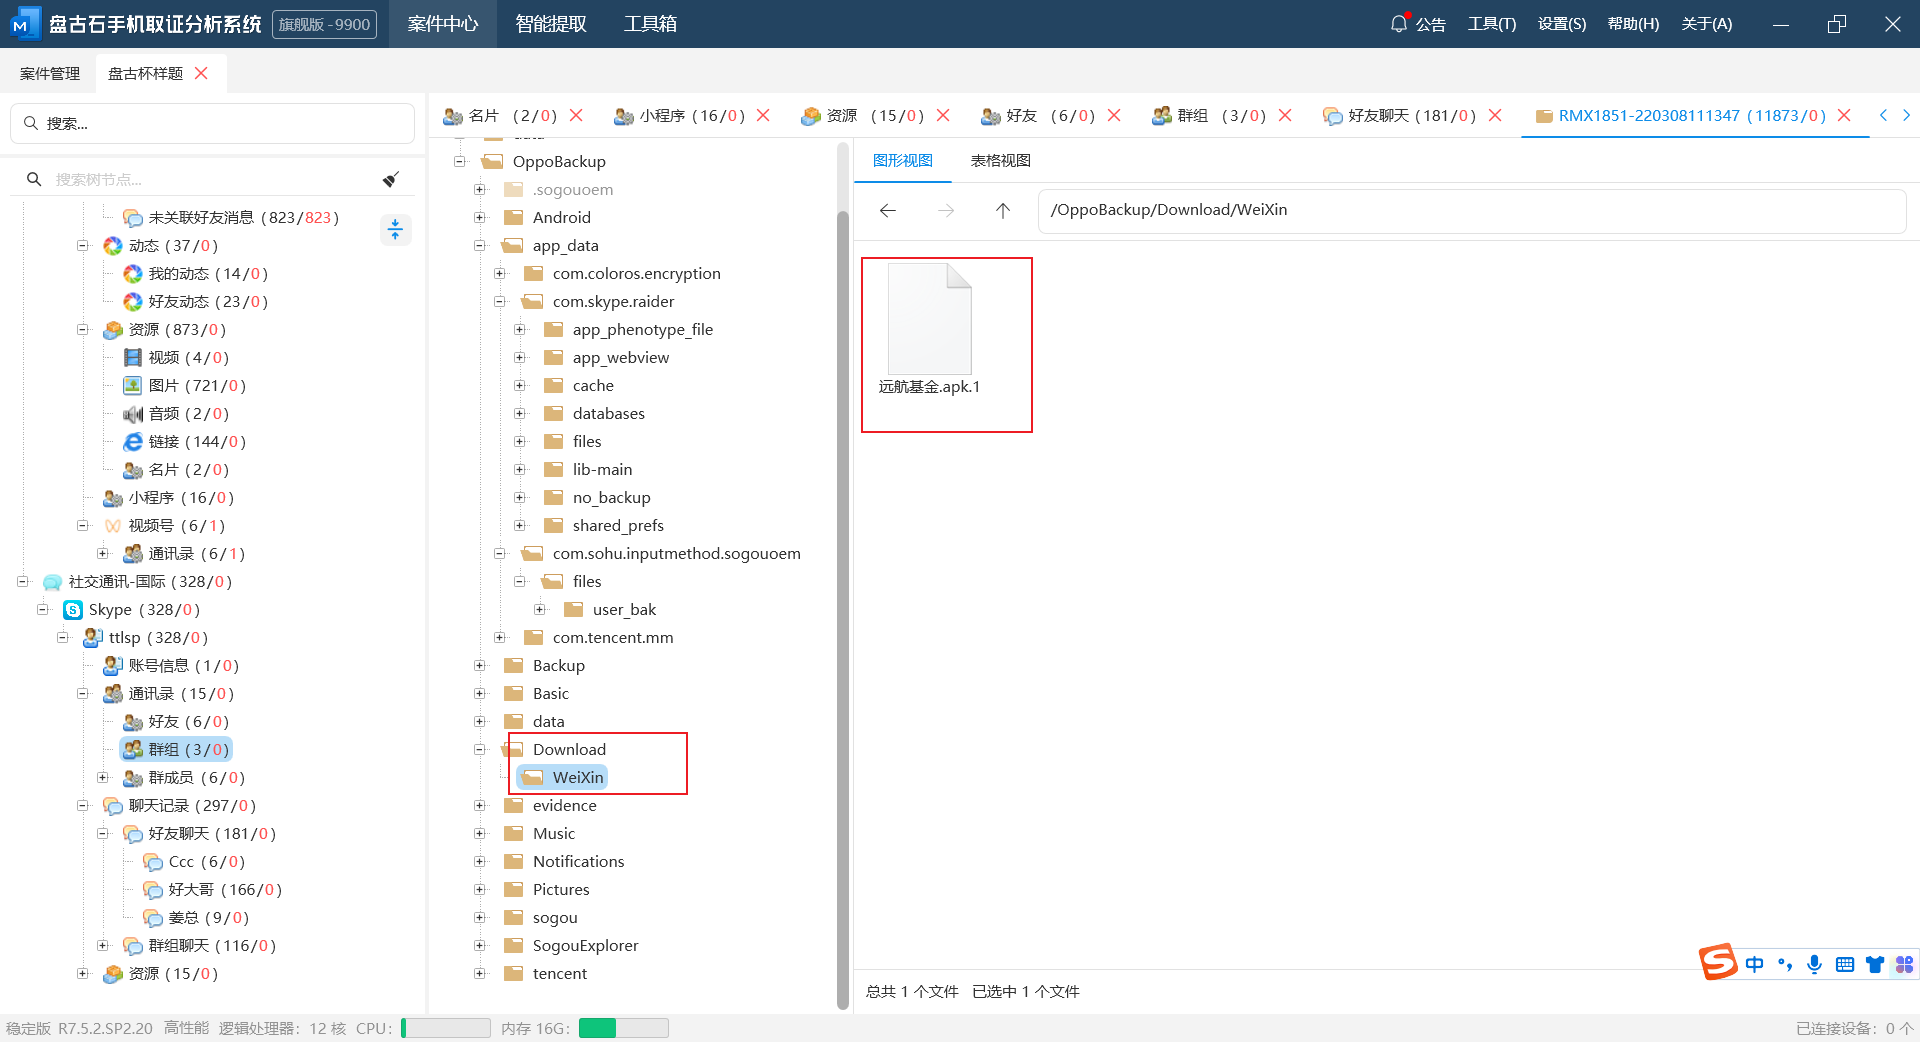 盘古石手机取证分析系统 旗舰版 - 9900 案件中心 智能提取 工具箱 公告 工具(T) 设置(S) 帮助(H) 关于(A)
案件管理 盘古杯样题
搜索...
名片 (2/0) 小程序 (16/0) 资源 (15/0) 好友 (6/0) 群组 (3/0) 好友聊天 (181/0) RMX1851-220308111347 (11873/0)
搜索树节点...
未关联好友消息 (823/823)
动态 (37/0)
我的动态 (14/0)
好友动态 (23/0)
资源 (873/0)
视频 (4/0)
图片 (721/0)
音频 (2/0)
链接 (144/0)
名片 (2/0)
小程序 (16/0)
视频号 (6/1)
通讯录 (6/1)
社交通讯-国际 (328/0)
Skype (328/0)
ttlsp (328/0)
账号信息 (1/0)
通讯录 (15/0)
好友 (6/0)
群组 (3/0)
群成员 (6/0)
聊天记录 (297/0)
好友聊天 (181/0)
Ccc (6/0)
好大哥 (166/0)
姜总 (9/0)
群组聊天 (116/0)
资源 (15/0)
OppoBackup
.sogouoem
Android
app_data
com.coloros.encryption
com.skype.raider
app_phenotype_file
app_webview
cache
databases
files
lib-main
no_backup
shared_prefs
com.sohu.inputmethod.sogouoem
files
user_bak
com.tencent.mm
Backup
Basic
data
Download
WeiXin
evidence
Music
Notifications
Pictures
sogou
SogouExplorer
tencent
图形视图 表格视图
/OppoBackup/Download/WeiXin
远航基金.apk.1
中
总共 1 个文件 已选中 1 个文件
稳定版 R7.5.2.SP2.20 高性能 逻辑处理器: 12 核 CPU: 内存 16G: 已连接设备: 0 个